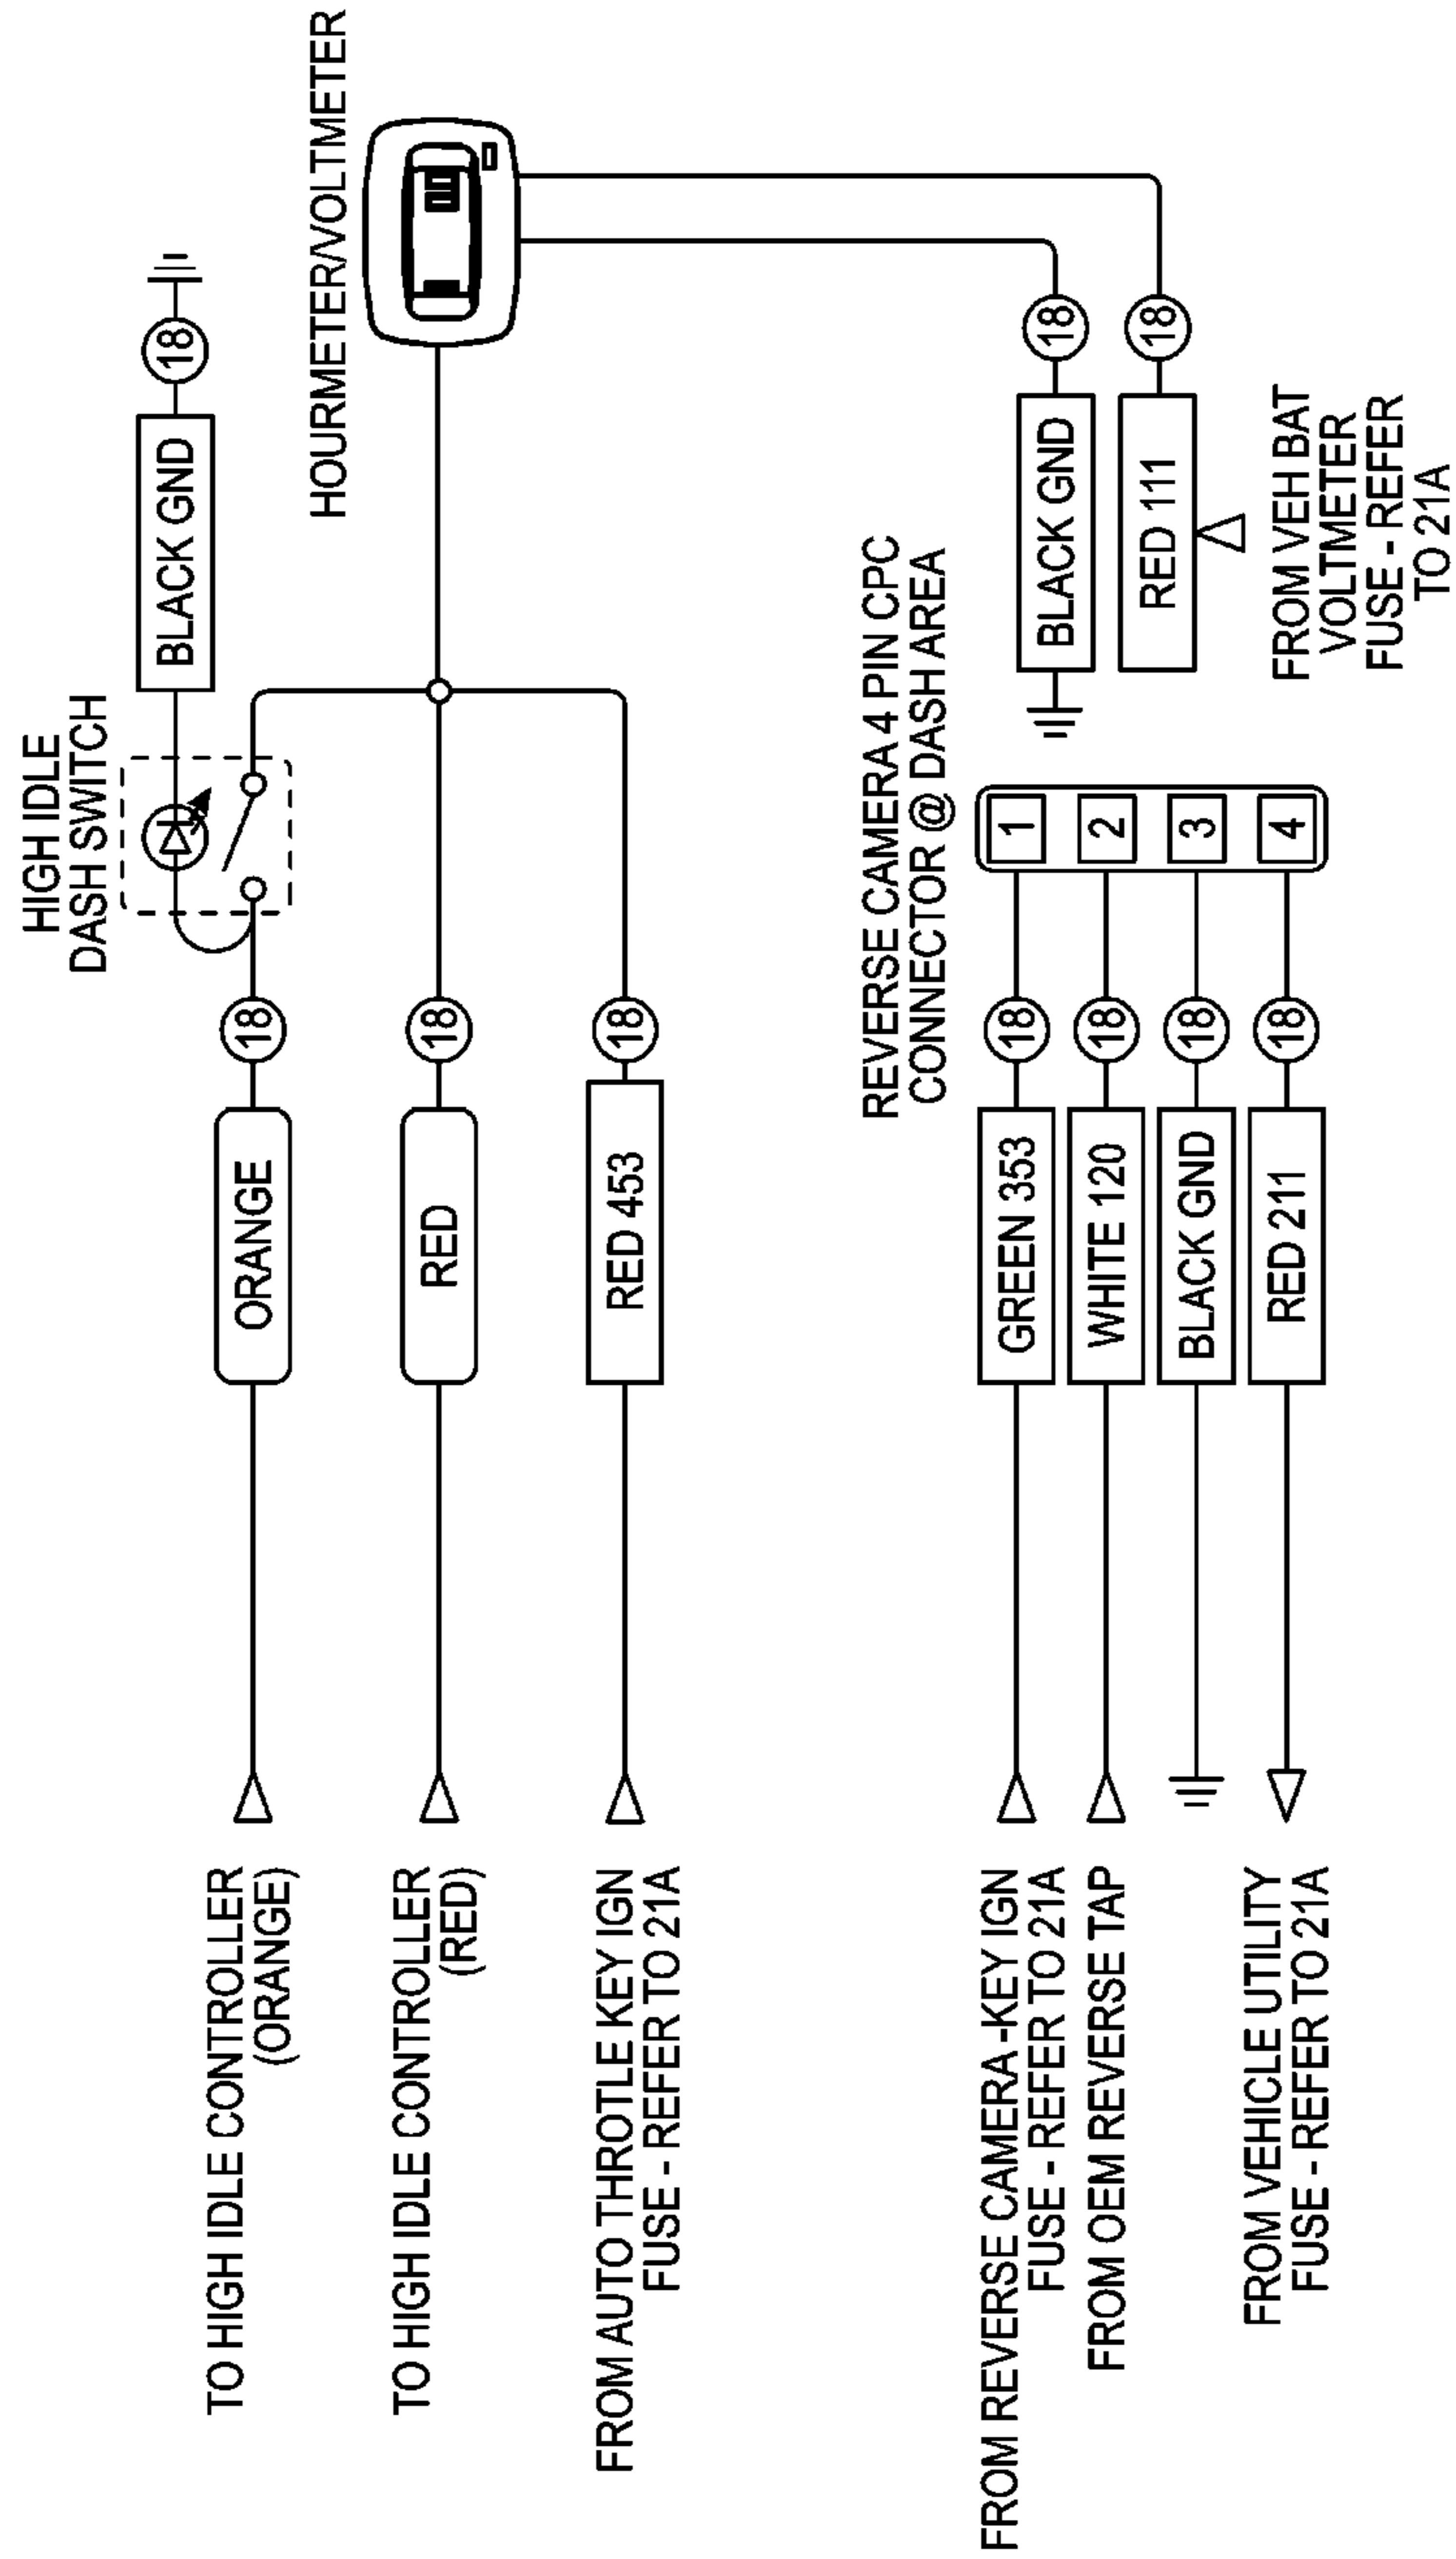 HIGH IDLE
DASH SWITCH
TO HIGH IDLE CONTROLLER
(ORANGE)
ORANGE
18
BLACK GND
18
HOURMETER/VOLTMETER
TO HIGH IDLE CONTROLLER
(RED)
RED
18
FROM AUTO THROTLE KEY IGN
FUSE - REFER TO 21A
RED 453
18
REVERSE CAMERA 4 PIN CPC
CONNECTOR @ DASH AREA
FROM REVERSE CAMERA -KEY IGN
FUSE - REFER TO 21A
GREEN 353
18
1
FROM OEM REVERSE TAP
WHITE 120
18
2
BLACK GND
18
3
FROM VEHICLE UTILITY
FUSE - REFER TO 21A
RED 211
18
4
BLACK GND
18
RED 111
18
FROM VEH BAT
VOLTMETER
FUSE - REFER
TO 21A